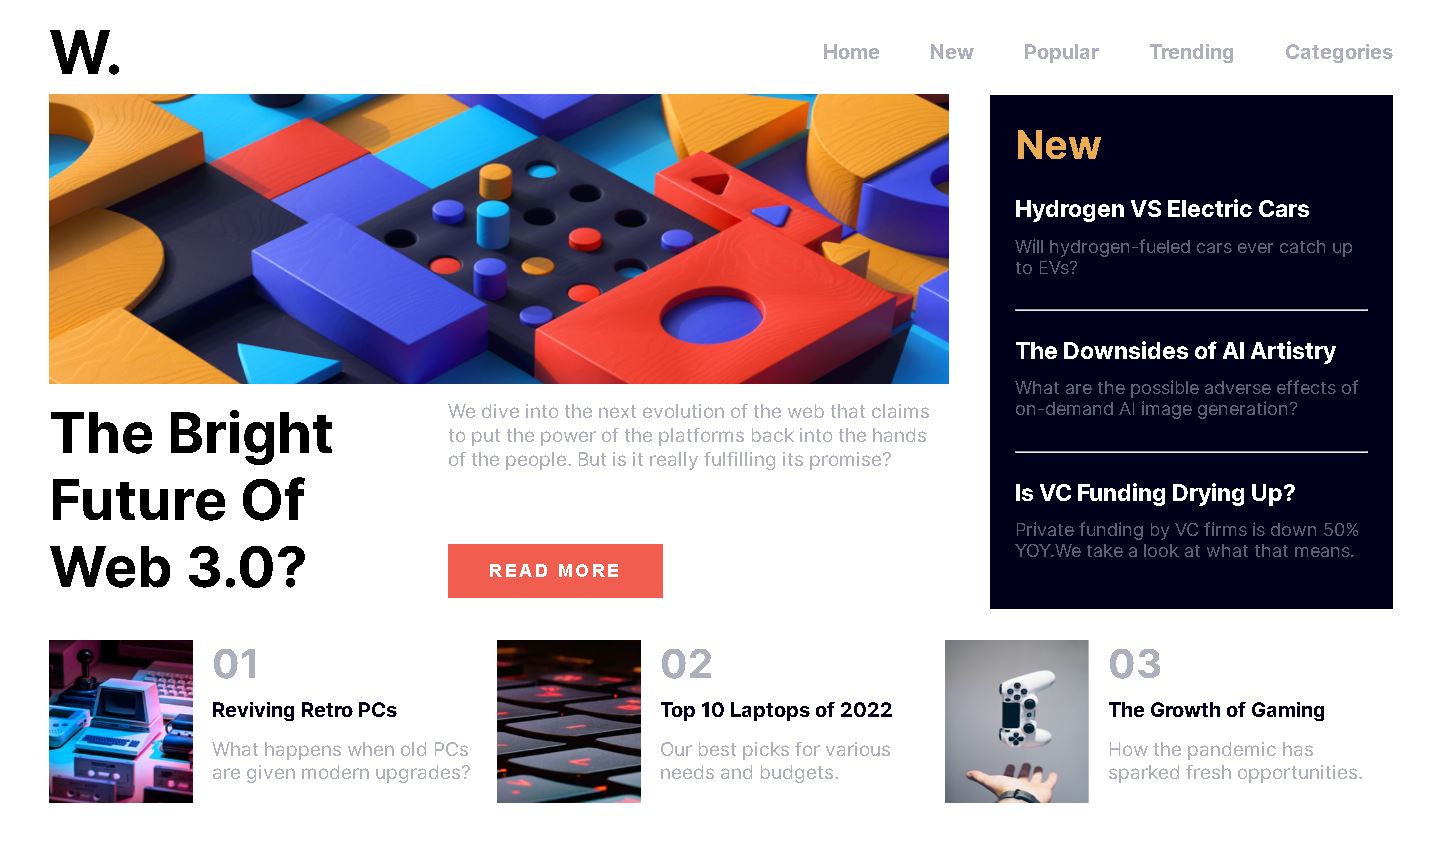 W.
Home New Popular Trending Categories
The Bright
Future Of
Web 3.0?
We dive into the next evolution of the web that claims
to put the power of the platforms back into the hands
of the people. But is it really fulfilling its promise?
READ MORE
New
Hydrogen VS Electric Cars
Will hydrogen-fueled cars ever catch up
to EVs?
The Downsides of AI Artistry
What are the possible adverse effects of
on-demand AI image generation?
Is VC Funding Drying Up?
Private funding by VC firms is down 50%
YOY.We take a look at what that means.
01
Reviving Retro PCs
What happens when old PCs
are given modern upgrades?
02
Top 10 Laptops of 2022
Our best picks for various
needs and budgets.
03
The Growth of Gaming
How the pandemic has
sparked fresh opportunities.